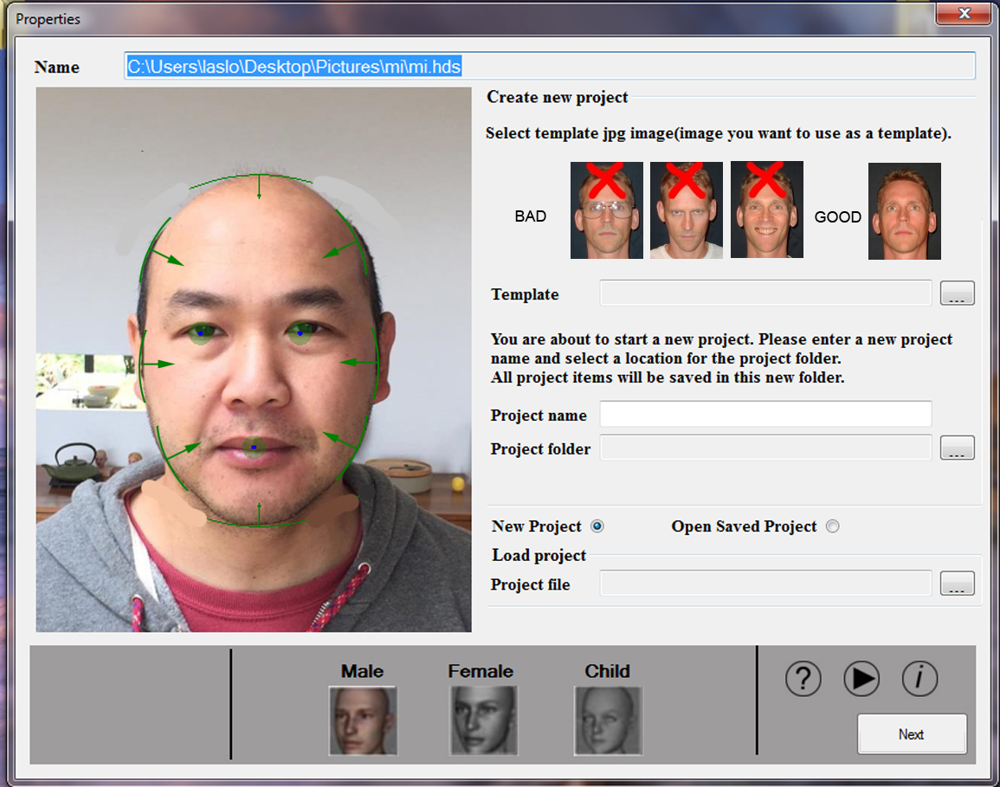 Properties
Name C:\Users\laslo\Desktop\Pictures\mi\mi.hds
Create new project
Select template jpg image(image you want to use as a template).
BAD GOOD
Template ...
You are about to start a new project. Please enter a new project
name and select a location for the project folder.
All project items will be saved in this new folder.
Project name
Project folder ...
New Project Open Saved Project
Load project
Project file ...
Male Female Child
? i
Next